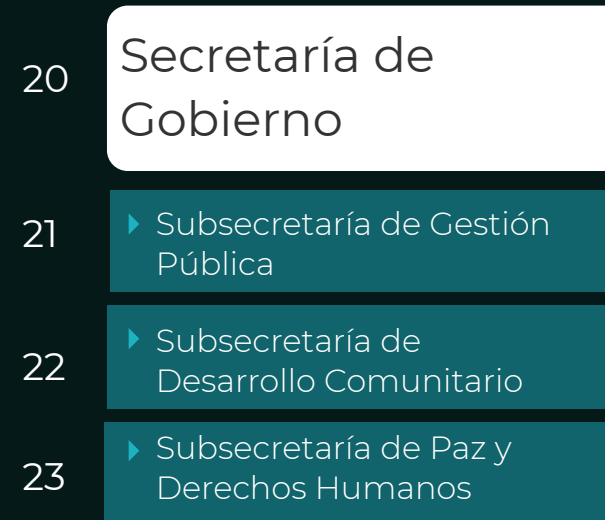 20
Secretaría de
Gobierno
21
Subsecretaría de Gestión
Pública
22
Subsecretaría de
Desarrollo Comunitario
23
Subsecretaría de Paz y
Derechos Humanos